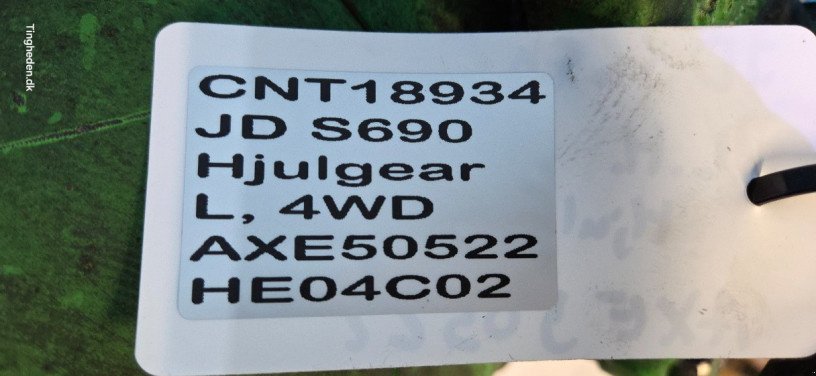 Tingheden.dk
CNT18934
JD S690
Hjulgear
L, 4WD
AXE50522
HE04C02